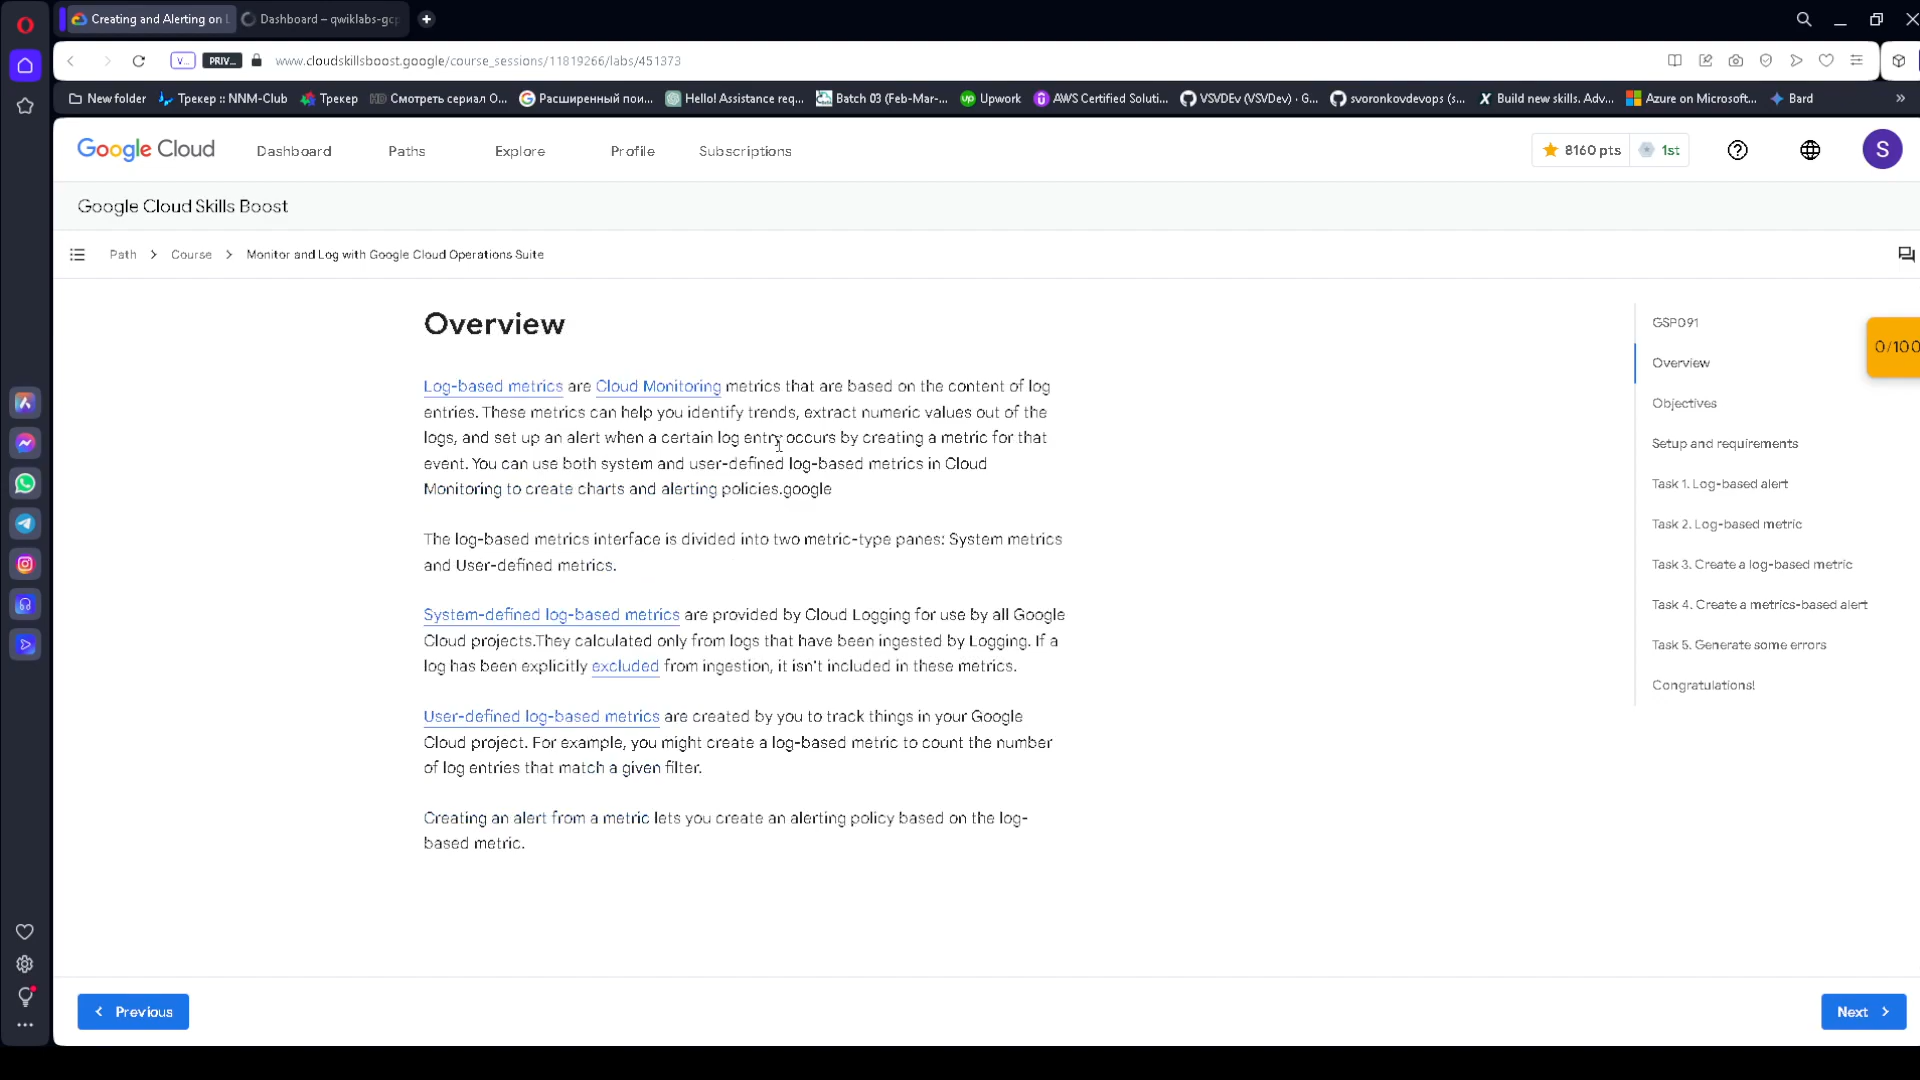 Creating and Alerting on L
Dashboard – qwiklabs-gcp
V...
PRIV...
www.cloudskillsboost.google/course_sessions/11819266/labs/451373
New folder
Трекер :: NNM-Club
Трекер
HD Смотреть сериал О...
Расширенный пои...
Hello! Assistance req...
Batch 03 (Feb-Mar-...
up Upwork
AWS Certified Soluti...
VSVDEv (VSVDev) · G...
svoronkovdevops (s...
Build new skills. Adv...
Azure on Microsoft...
Bard
Google Cloud
Dashboard
Paths
Explore
Profile
Subscriptions
8160 pts
1st
S
Google Cloud Skills Boost
Path
Course
Monitor and Log with Google Cloud Operations Suite
Overview
Log-based metrics are Cloud Monitoring metrics that are based on the content of log
entries. These metrics can help you identify trends, extract numeric values out of the
logs, and set up an alert when a certain log entry occurs by creating a metric for that
event. You can use both system and user-defined log-based metrics in Cloud
Monitoring to create charts and alerting policies.google
The log-based metrics interface is divided into two metric-type panes: System metrics
and User-defined metrics.
System-defined log-based metrics are provided by Cloud Logging for use by all Google
Cloud projects.They calculated only from logs that have been ingested by Logging. If a
log has been explicitly excluded from ingestion, it isn't included in these metrics.
User-defined log-based metrics are created by you to track things in your Google
Cloud project. For example, you might create a log-based metric to count the number
of log entries that match a given filter.
Creating an alert from a metric lets you create an alerting policy based on the log-
based metric.
GSP091
Overview
Objectives
Setup and requirements
Task 1. Log-based alert
Task 2. Log-based metric
Task 3. Create a log-based metric
Task 4. Create a metrics-based alert
Task 5. Generate some errors
Congratulations!
0/100
Previous
Next